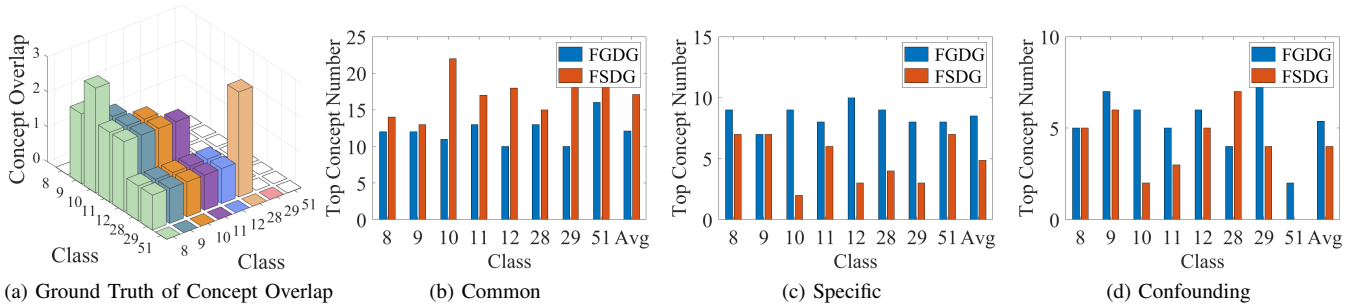 Concept Overlap
3
2
1
0
8
9
10
11
12
28
29
51
Class
8
9
10
11
12
28
29
51
Class
(a) Ground Truth of Concept Overlap
Top Concept Number
25
20
15
10
5
0
FGDG
FSDG
8 9 10 11 12 28 29 51 Avg
Class
(b) Common
Top Concept Number
15
10
5
0
FGDG
FSDG
8 9 10 11 12 28 29 51 Avg
Class
(c) Specific
Top Concept Number
10
5
0
FGDG
FSDG
8 9 10 11 12 28 29 51 Avg
Class
(d) Confounding